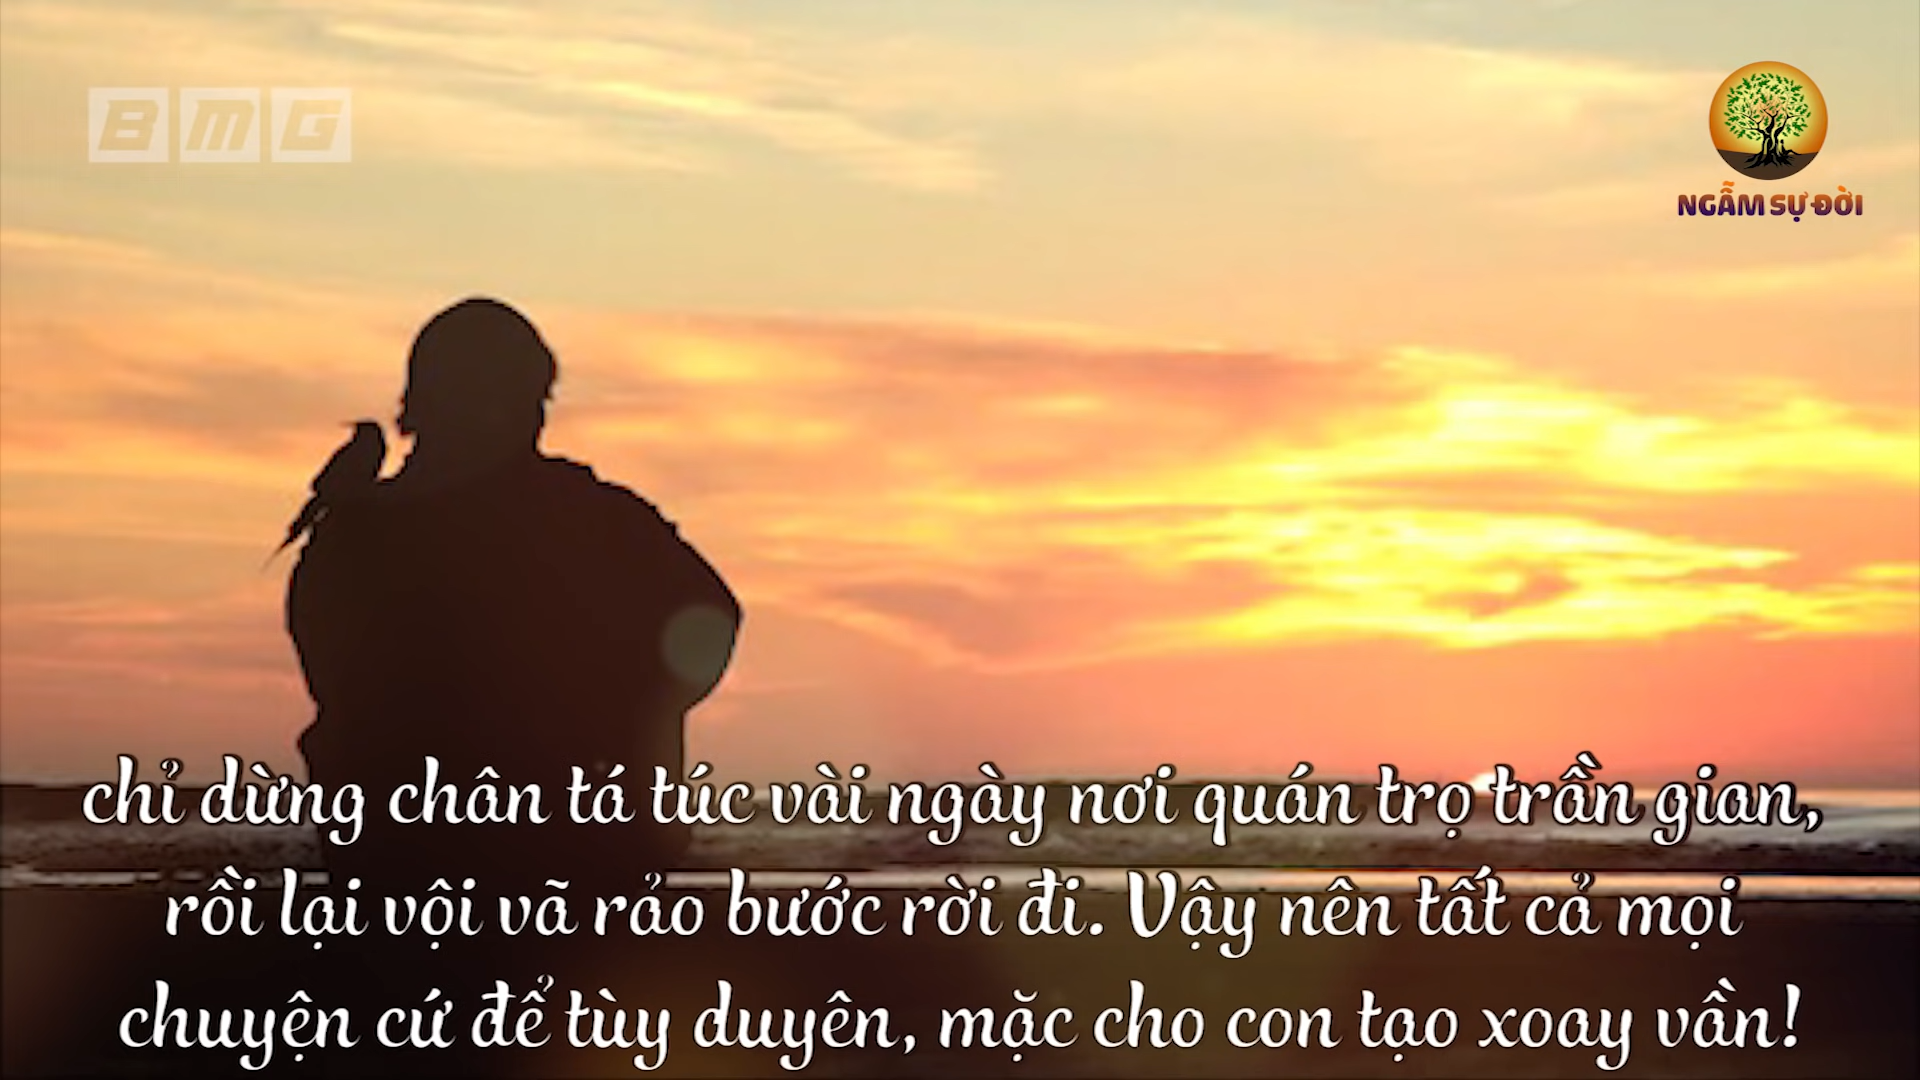 BMG
NGẪM SỰ ĐỜI
chỉ dừng chân tá túc vài ngày nơi quán trọ trần gian,
rồi lại vội vã rảo bước rời đi. Vậy nên tất cả mọi
chuyện cứ để tùy duyên, mặc cho con tạo xoay vần!